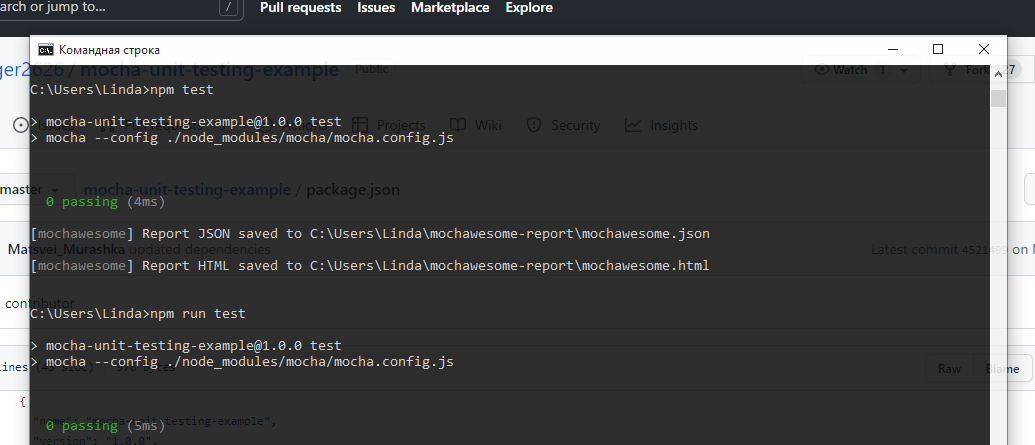 arch or jump to...
/
Pull requests Issues Marketplace Explore
Командная строка
ger2626 / mocha-unit-testing-example Public
Watch 1
Fork 27
C:\Users\Linda>npm test
> mocha-unit-testing-example@1.0.0 test
Projects Wiki Security Insights
> mocha --config ./node_modules/mocha/mocha.config.js
master
mocha-unit-testing-example / package.json
0 passing (4ms)
[mochawesome] Report JSON saved to C:\Users\Linda\mochawesome-report\mochawesome.json
Matsvei_Murashka updated dependencies
Latest commit 4521499 on
[mochawesome] Report HTML saved to C:\Users\Linda\mochawesome-report\mochawesome.html
contributor
C:\Users\Linda>npm run test
> mocha-unit-testing-example@1.0.0 test
> mocha --config ./node_modules/mocha/mocha.config.js
Raw Blame
{
"name": "mocha-unit-testing-example",
0 passing (5ms)
"version": "1.0.0",